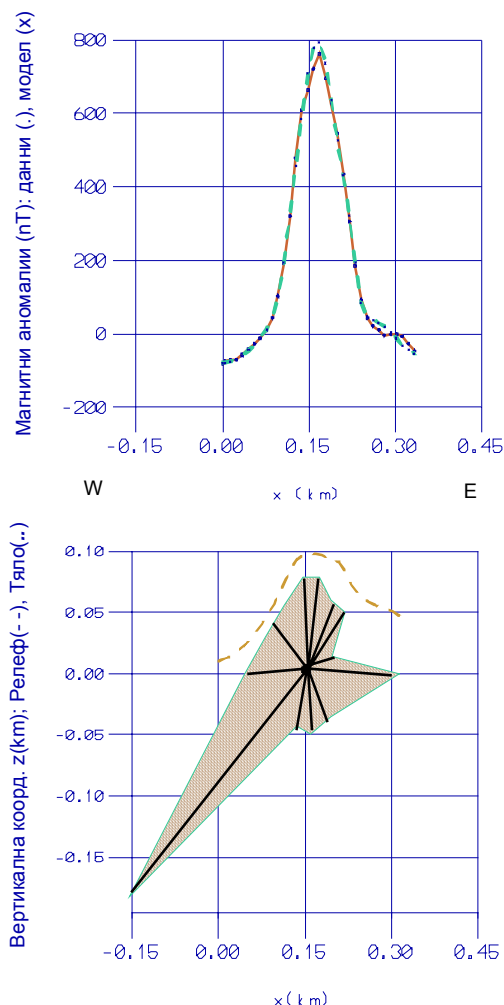 Магнитни аномалии (nT): данни (.), модел (x)
800
600
400
200
0
-200
-0.15 0.00 0.15 0.30 0.45
W E
x (km)
Вертикална коорд. z(km); Релеф(--), Тяло(..)
0.10
0.05
0.00
-0.05
-0.10
-0.15
-0.15 0.00 0.15 0.30 0.45
x(km)